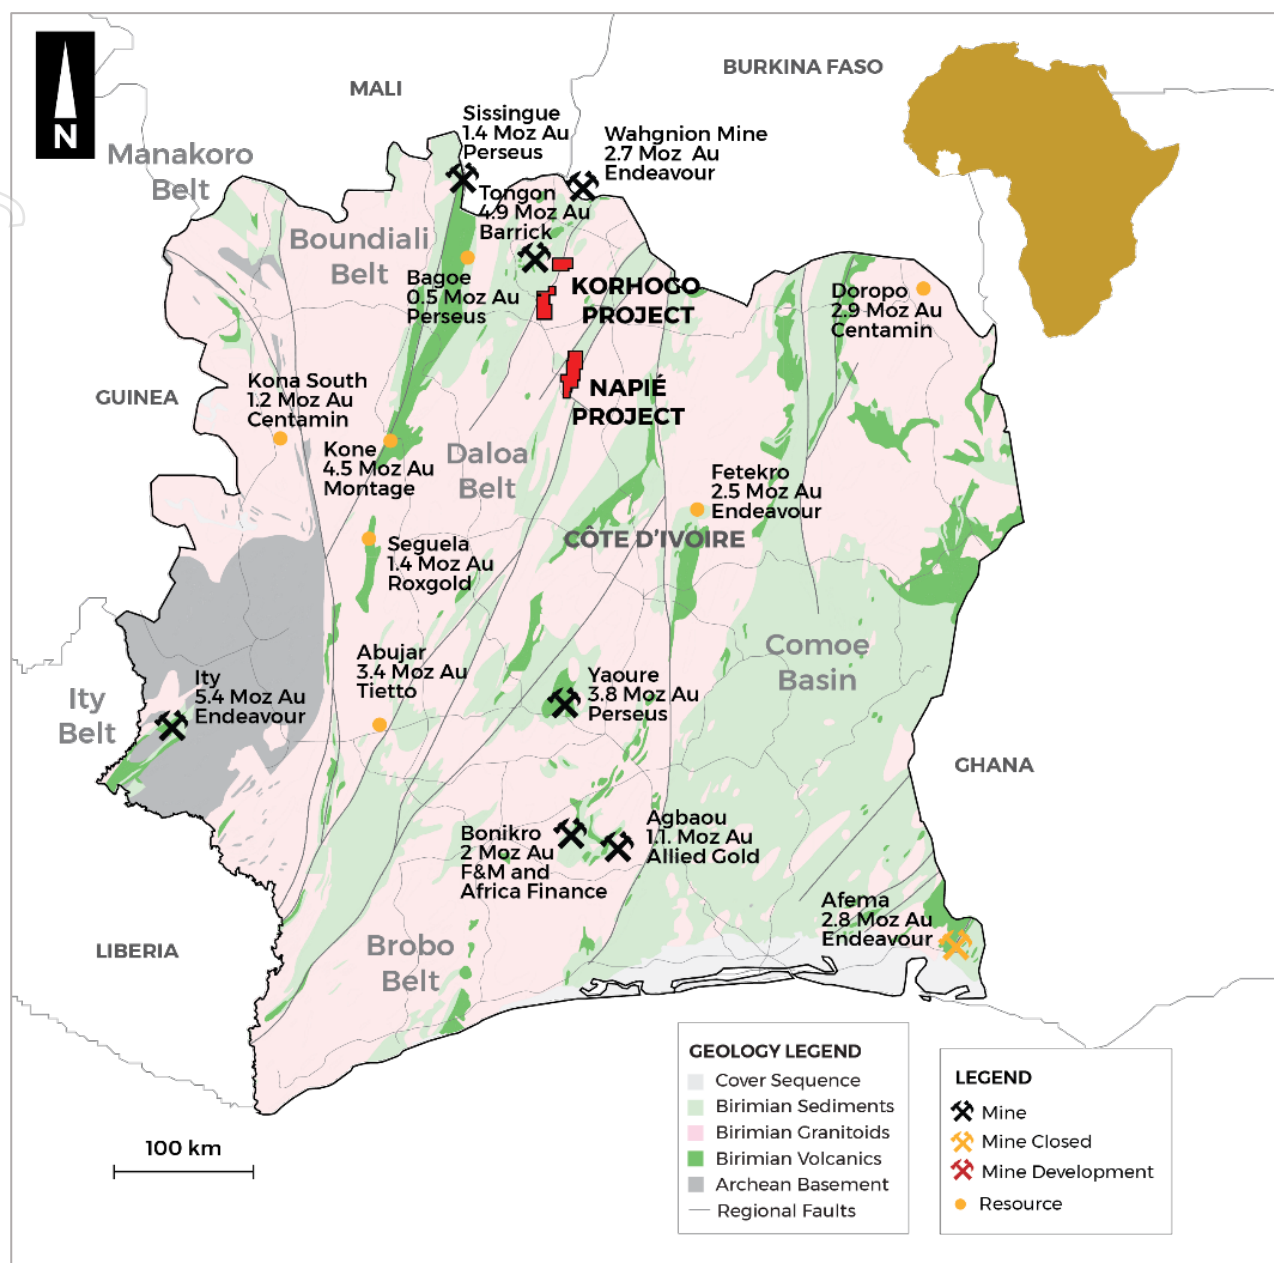 N
MALI
BURKINA FASO
Manakoro
Belt
Sissingue
1.4 Moz Au
Perseus
Wahgnion Mine
2.7 Moz Au
Endeavour
Tongon
4.9 Moz Au
Barrick
Boundiali
Belt
Bagoe
0.5 Moz Au
Perseus
KORHOGO
PROJECT
Doropo
2.9 Moz Au
Centamin
GUINEA
Kona South
1.2 Moz Au
Centamin
NAPIÉ
PROJECT
Kone
4.5 Moz Au
Montage
Daloa
Belt
Fetekro
2.5 Moz Au
Endeavour
CÔTE D'IVOIRE
Seguela
1.4 Moz Au
Roxgold
Comoe
Basin
Abujar
3.4 Moz Au
Tietto
Ity
5.4 Moz Au
Endeavour
Ity
Belt
Yaoure
3.8 Moz Au
Perseus
GHANA
Bonikro
2 Moz Au
F&M and
Africa Finance
Agbaou
1.1. Moz Au
Allied Gold
Afema
2.8 Moz Au
Endeavour
LIBERIA
Brobo
Belt
100 km
GEOLOGY LEGEND
Cover Sequence
Birimian Sediments
Birimian Granitoids
Birimian Volcanics
Archean Basement
Regional Faults
LEGEND
Mine
Mine Closed
Mine Development
Resource